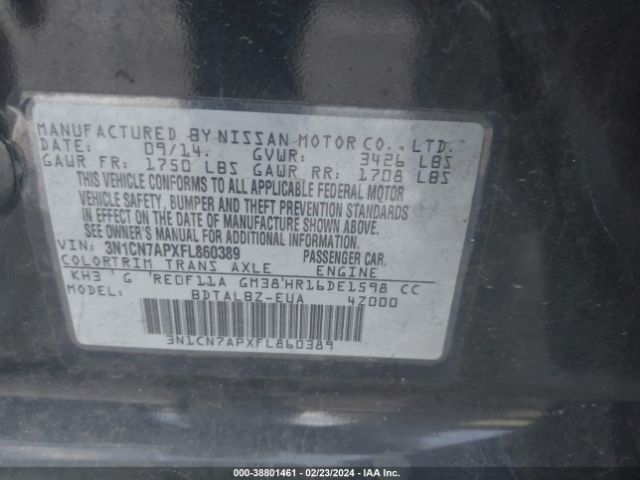 MANUFACTURED BY NISSAN MOTOR CO., LTD.
DATE: 09/14. GVWR: 3426 LBS
GAWR FR: 1750 LBS GAWR RR: 1708 LBS
THIS VEHICLE CONFORMS TO ALL APPLICABLE FEDERAL MOTOR
VEHICLE SAFETY, BUMPER AND THEFT PREVENTION STANDARDS
IN EFFECT ON THE DATE OF MANUFACTURE SHOWN ABOVE.
SEE OWNER'S MANUAL FOR ADDITIONAL INFORMATION.
VIN: 3N1CN7APXFL860389 PASSENGER CAR.
COLORTRIM TRANS AXLE ENGINE
KH3 ' G 'RE0F11A GM38'HR16DE1598 CC
MODEL: BDTALBZ-EUA 4Z000
3N1CN7APXFL860389
000-38801461 - 02/23/2024 - IAA Inc.